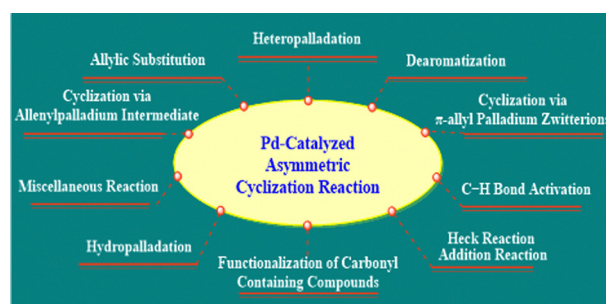 Heteropalladation
Allylic Substitution
Dearomatization
Cyclization via
Allenylpalladium Intermediate
Cyclization via
π-allyl Palladium Zwitterions
Pd-Catalyzed
Asymmetric
Cyclization Reaction
Miscellaneous Reaction
C−H Bond Activation
Hydropalladation
Functionalization of Carbonyl
Containing Compounds
Heck Reaction
Addition Reaction